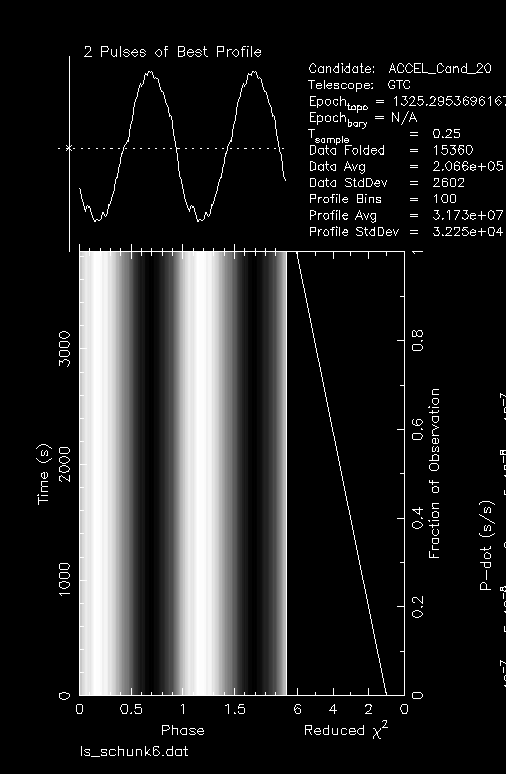 2 Pulses of Best Profile
Candidate: ACCEL_Cand_20
Telescope: GTC
Epoch_topo = 1325.2953696167
Epoch_bary = N/A
T_sample = 0.25
Data Folded = 15360
Data Avg = 2.066e+05
Data StdDev = 2602
Profile Bins = 100
Profile Avg = 3.173e+07
Profile StdDev = 3.225e+04
Time (s)
0 1000 2000 3000
0 0.5 1 1.5
Phase
6 4 2 0
Reduced χ²
0 0.2 0.4 0.6 0.8 1
Fraction of Observation
P-dot (s/s)
ls_schunk6.dat